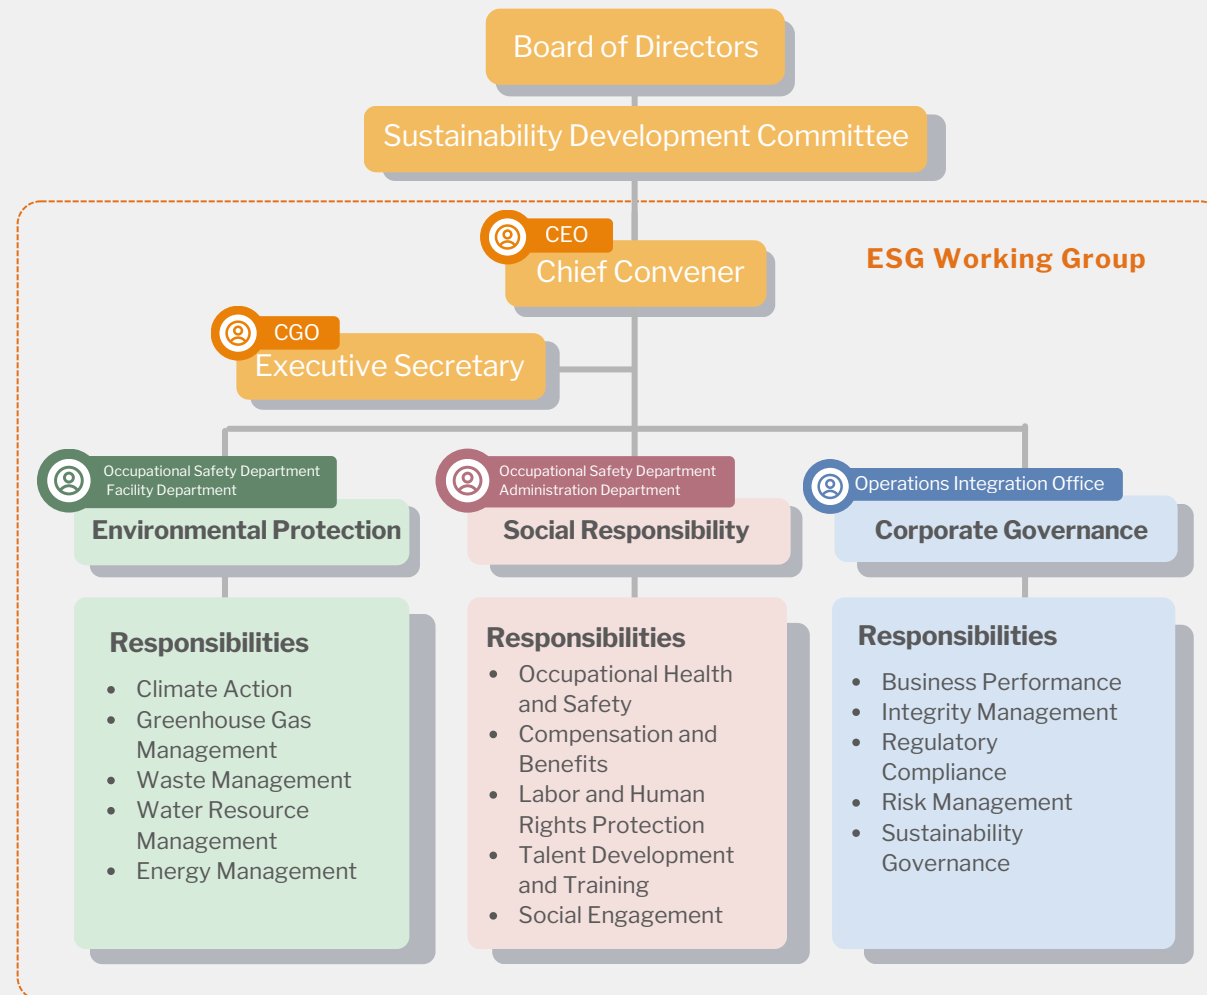 Board of Directors
Sustainability Development Committee
ESG Working Group
CEO
Chief Convener
CGO
Executive Secretary
Occupational Safety Department
Facility Department
Environmental Protection
Occupational Safety Department
Administration Department
Social Responsibility
Operations Integration Office
Corporate Governance
Responsibilities
• Climate Action
• Greenhouse Gas
Management
• Waste Management
• Water Resource
Management
• Energy Management
Responsibilities
• Occupational Health
and Safety
• Compensation and
Benefits
• Labor and Human
Rights Protection
• Talent Development
and Training
• Social Engagement
Responsibilities
• Business Performance
• Integrity Management
• Regulatory
Compliance
• Risk Management
• Sustainability
Governance